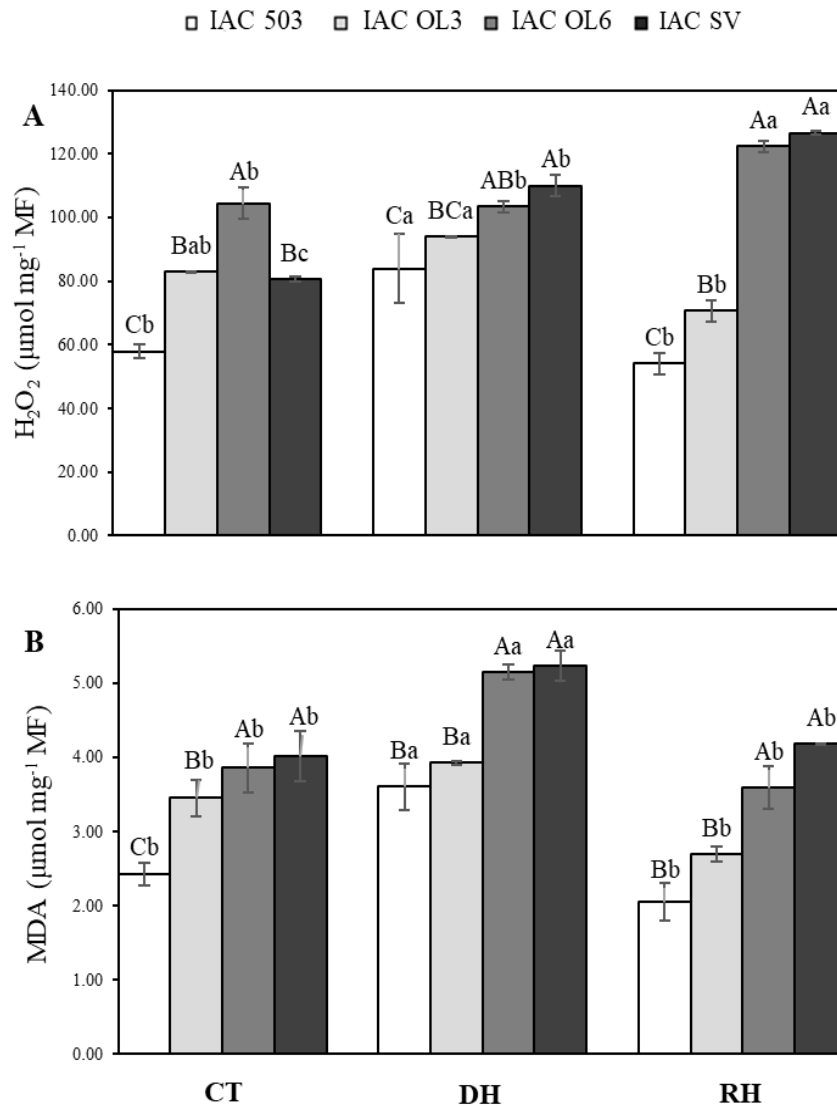 IAC 503 IAC OL3 IAC OL6 IAC SV
A
H₂O₂ (μmol mg⁻¹ MF)
140.00
120.00
100.00
80.00
60.00
40.00
20.00
0.00
Cb Bab Ab Bc
Ca BCa ABb Ab
Cb Bb Aa Aa
B
MDA (μmol mg⁻¹ MF)
6.00
5.00
4.00
3.00
2.00
1.00
0.00
Cb Bb Ab Ab
Ba Ba Aa Aa
Bb Bb Ab Ab
CT DH RH